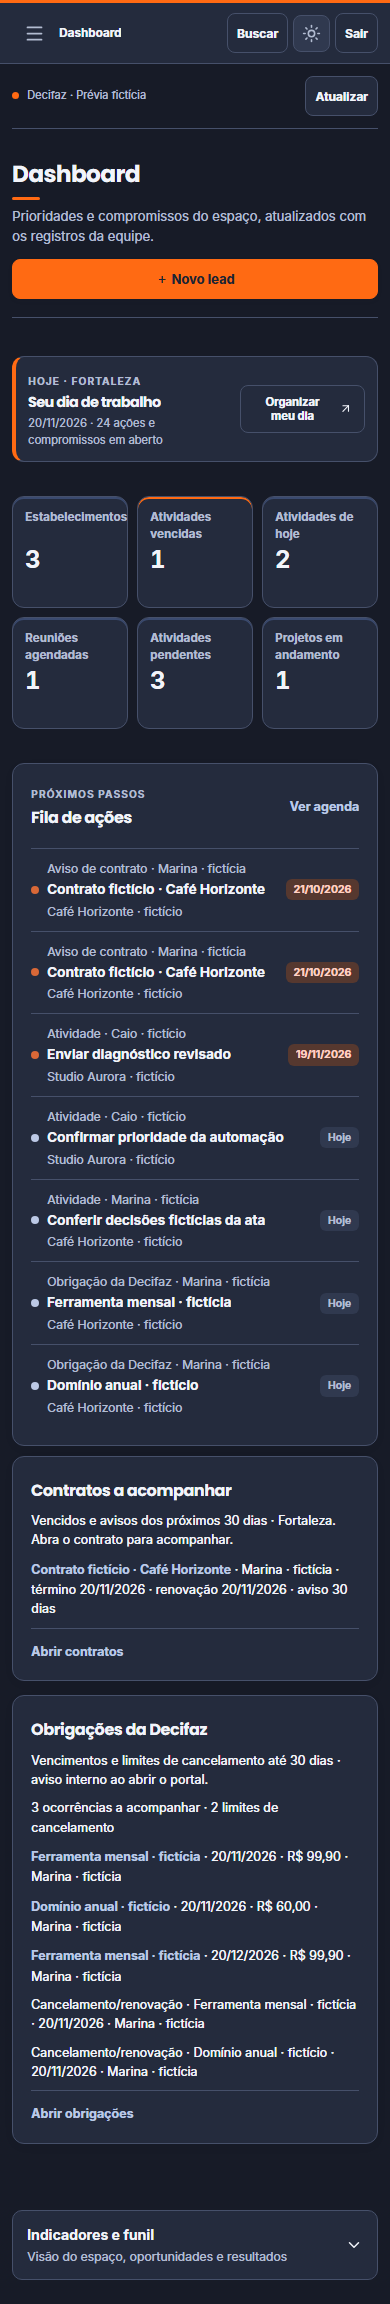 Dashboard
Buscar
Sair
Decifaz · Prévia fictícia
Atualizar
Dashboard
Prioridades e compromissos do espaço, atualizados com
os registros da equipe.
+ Novo lead
HOJE · FORTALEZA
Seu dia de trabalho
20/11/2026 · 24 ações e
compromissos em aberto
Organizar
meu dia
Estabelecimentos
3
Atividades
vencidas
1
Atividades de
hoje
2
Reuniões
agendadas
1
Atividades
pendentes
3
Projetos em
andamento
1
PRÓXIMOS PASSOS
Fila de ações
Ver agenda
Aviso de contrato · Marina · fictícia
Contrato fictício · Café Horizonte
Café Horizonte · fictício
21/10/2026
Aviso de contrato · Marina · fictícia
Contrato fictício · Café Horizonte
Café Horizonte · fictício
21/10/2026
Atividade · Caio · fictício
Enviar diagnóstico revisado
Studio Aurora · fictício
19/11/2026
Atividade · Caio · fictício
Confirmar prioridade da automação
Studio Aurora · fictício
Hoje
Atividade · Marina · fictícia
Conferir decisões fictícias da ata
Café Horizonte · fictício
Hoje
Obrigação da Decifaz · Marina · fictícia
Ferramenta mensal · fictícia
Café Horizonte · fictício
Hoje
Obrigação da Decifaz · Marina · fictícia
Domínio anual · fictício
Café Horizonte · fictício
Hoje
Contratos a acompanhar
Vencidos e avisos dos próximos 30 dias · Fortaleza.
Abra o contrato para acompanhar.
Contrato fictício · Café Horizonte · Marina · fictícia ·
término 20/11/2026 · renovação 20/11/2026 · aviso 30
dias
Abrir contratos
Obrigações da Decifaz
Vencimentos e limites de cancelamento até 30 dias ·
aviso interno ao abrir o portal.
3 ocorrências a acompanhar · 2 limites de
cancelamento
Ferramenta mensal · fictícia · 20/11/2026 · R$ 99,90 ·
Marina · fictícia
Domínio anual · fictício · 20/11/2026 · R$ 60,00 ·
Marina · fictícia
Ferramenta mensal · fictícia · 20/12/2026 · R$ 99,90 ·
Marina · fictícia
Cancelamento/renovação · Ferramenta mensal · fictícia
· 20/11/2026 · Marina · fictícia
Cancelamento/renovação · Domínio anual · fictício ·
20/11/2026 · Marina · fictícia
Abrir obrigações
Indicadores e funil
Visão do espaço, oportunidades e resultados